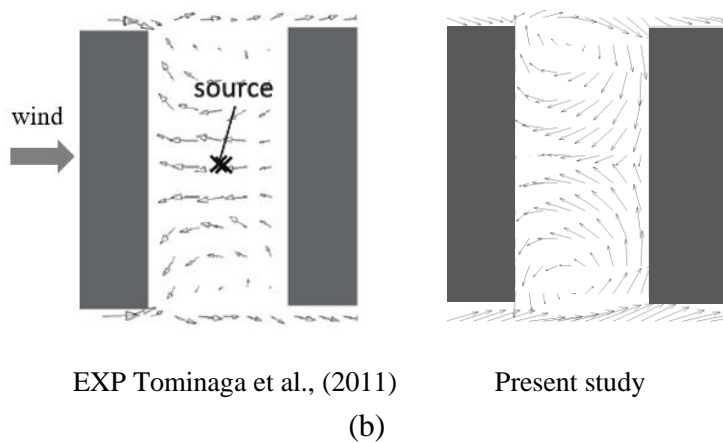 source
wind
EXP Tominaga et al., (2011)
Present study
(b)